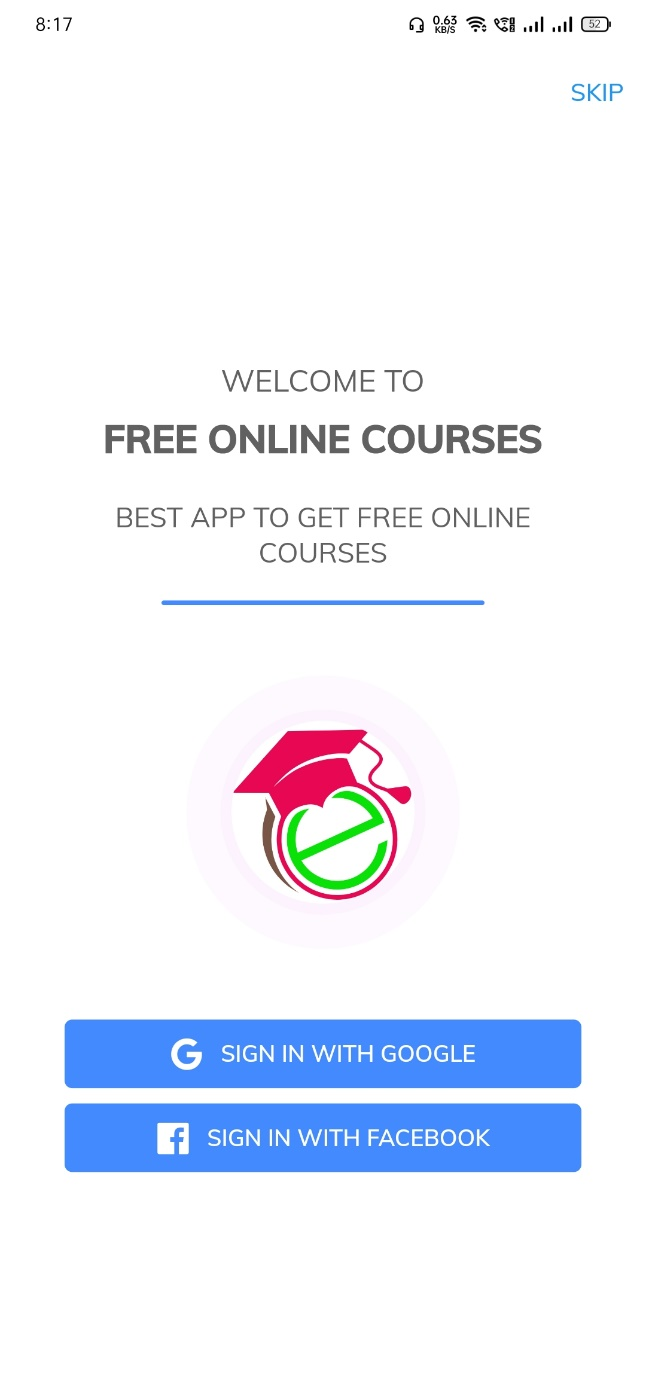 8:17
0.63
KB/S
52
SKIP
WELCOME TO
FREE ONLINE COURSES
BEST APP TO GET FREE ONLINE
COURSES
e
G SIGN IN WITH GOOGLE
f SIGN IN WITH FACEBOOK